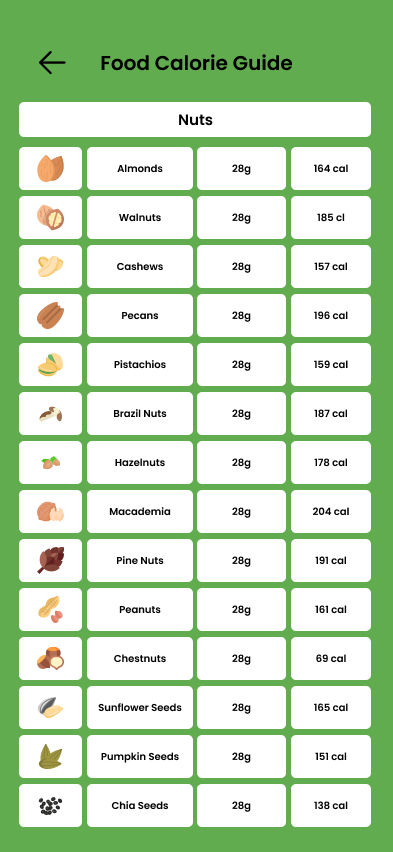 Food Calorie Guide
Nuts
Almonds 28g 164 cal
Walnuts 28g 185 cl
Cashews 28g 157 cal
Pecans 28g 196 cal
Pistachios 28g 159 cal
Brazil Nuts 28g 187 cal
Hazelnuts 28g 178 cal
Macademia 28g 204 cal
Pine Nuts 28g 191 cal
Peanuts 28g 161 cal
Chestnuts 28g 69 cal
Sunflower Seeds 28g 165 cal
Pumpkin Seeds 28g 151 cal
Chia Seeds 28g 138 cal